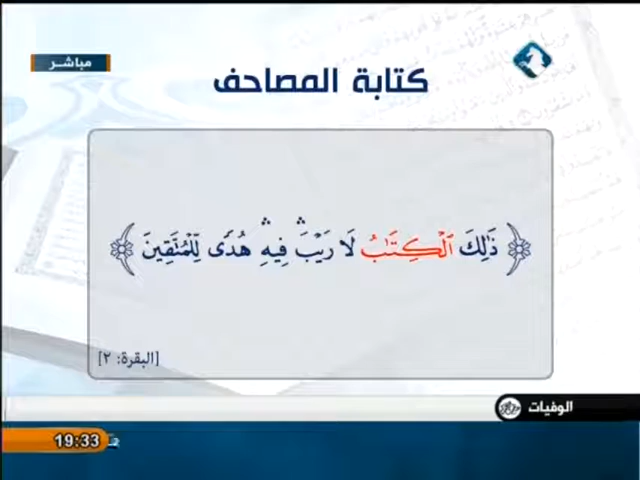 مباشر
كتابة المصاحف
﴿ ذَٰلِكَ ٱلْكِتَٰبُ لَا رَيْبَ ۛ فِيهِ ۛ هُدًى لِّلْمُتَّقِينَ ﴾
[البقرة: ٢]
الوفيات
19:33